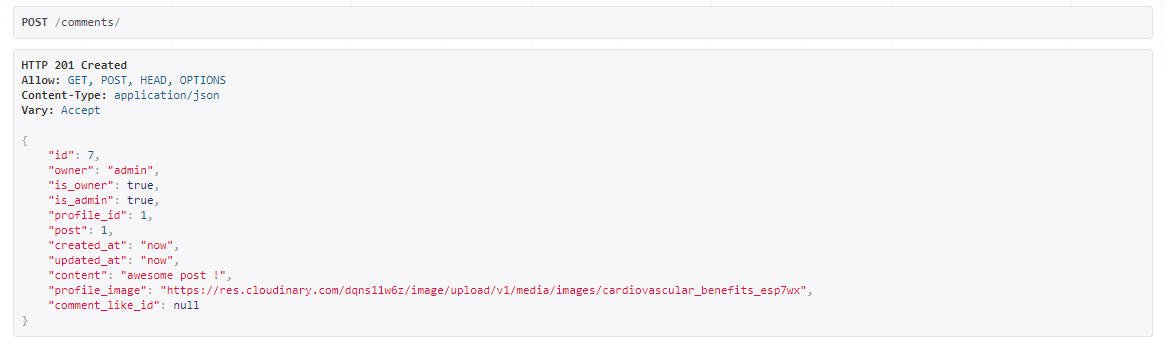 POST /comments/
HTTP 201 Created
Allow: GET, POST, HEAD, OPTIONS
Content-Type: application/json
Vary: Accept
{
    "id": 7,
    "owner": "admin",
    "is_owner": true,
    "is_admin": true,
    "profile_id": 1,
    "post": 1,
    "created_at": "now",
    "updated_at": "now",
    "content": "awesome post !",
    "profile_image": "https://res.cloudinary.com/dqns11w6z/image/upload/v1/media/images/cardiovascular_benefits_esp7wx",
    "comment_like_id": null
}